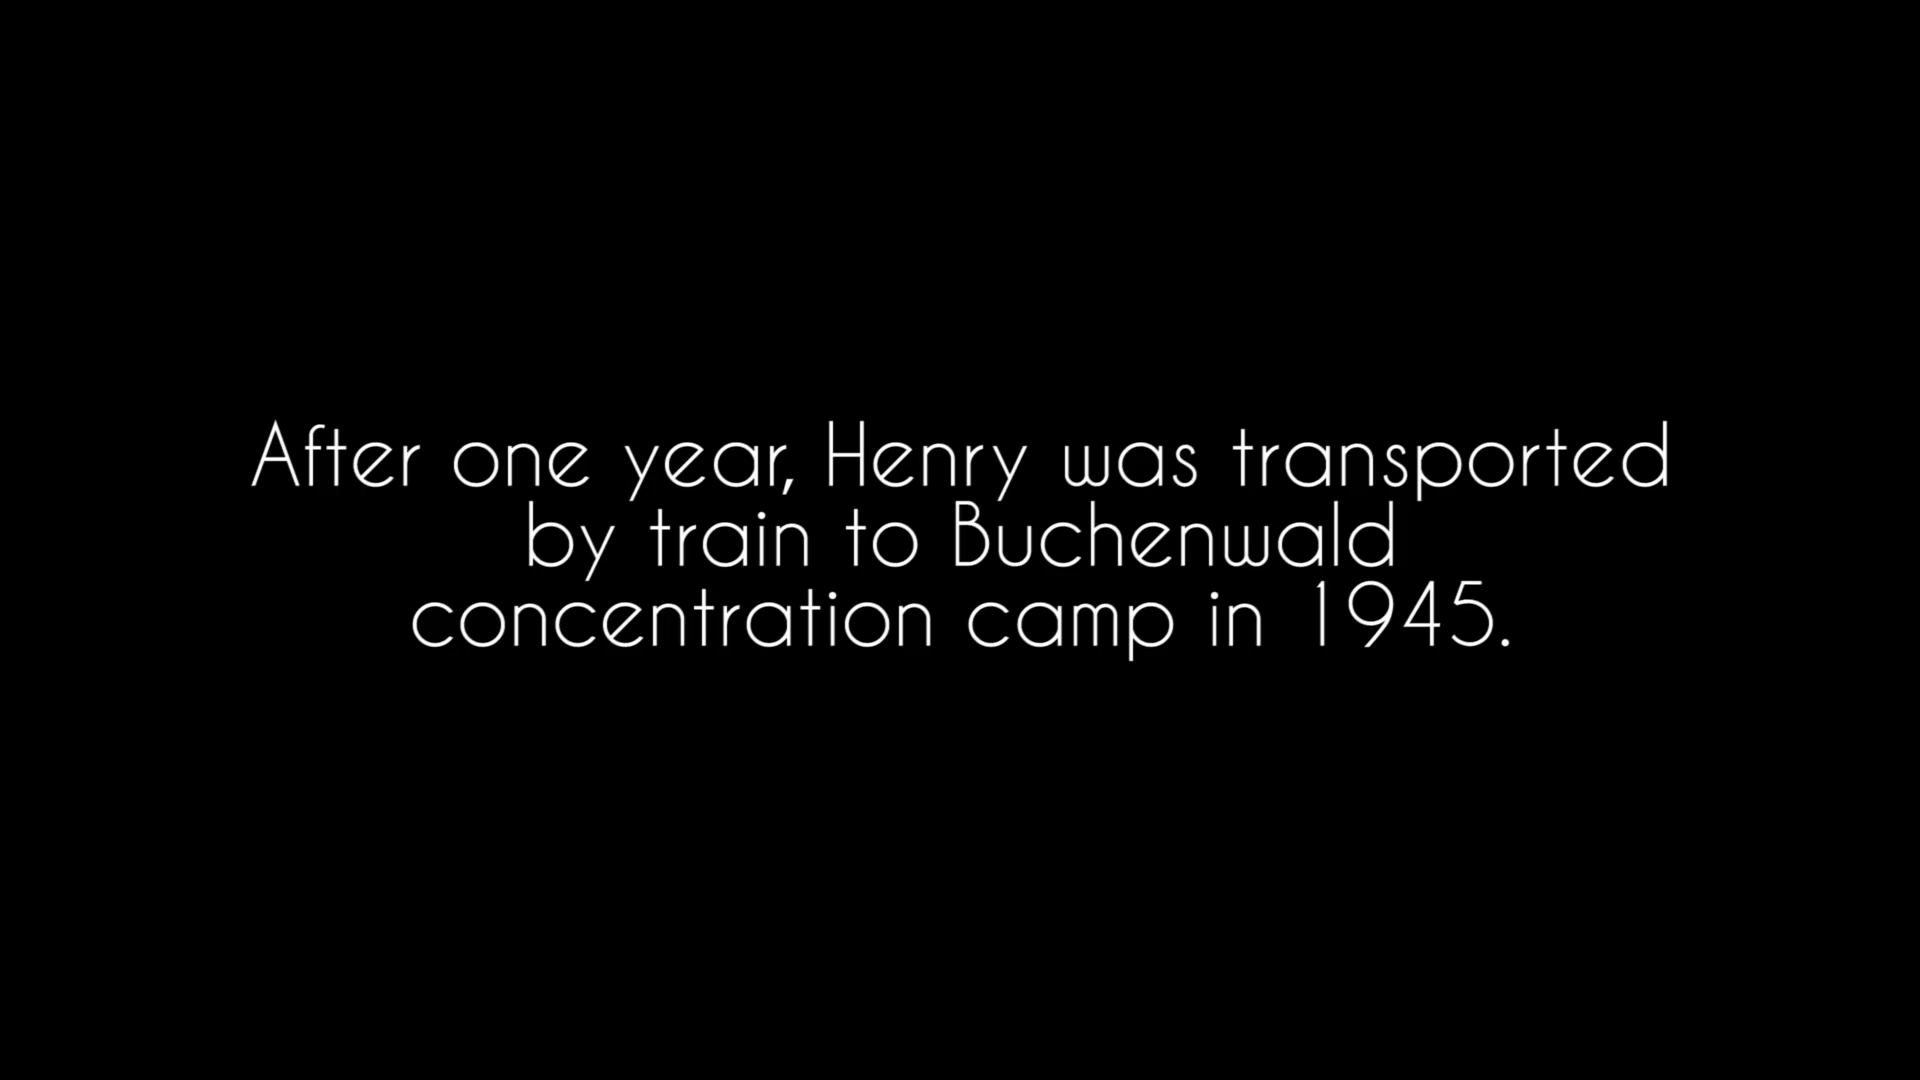 After one year, Henry was transported
by train to Buchenwald
concentration camp in 1945.